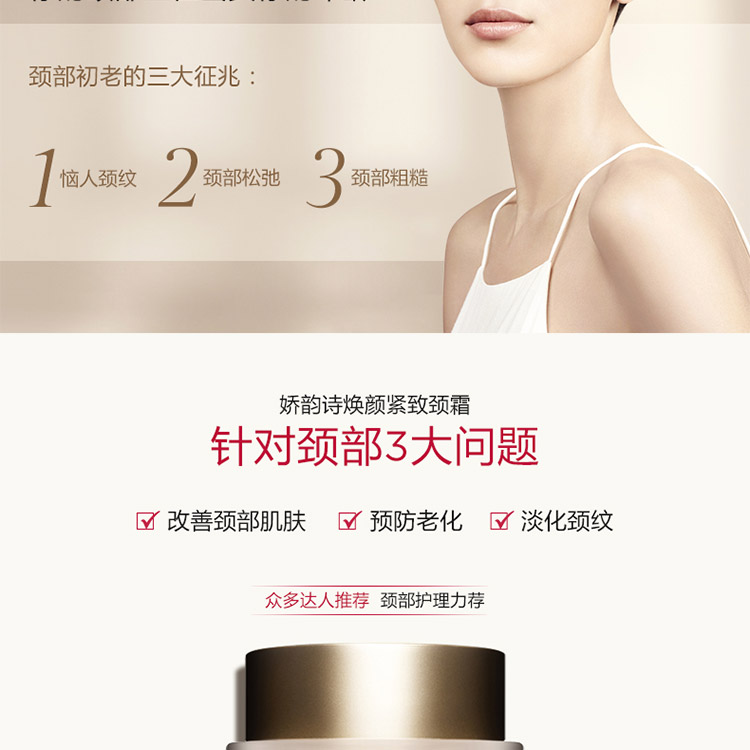 颈部初老的三大征兆：
1 恼人颈纹 2 颈部松弛 3 颈部粗糙
娇韵诗焕颜紧致颈霜
针对颈部3大问题
改善颈部肌肤 预防老化 淡化颈纹
众多达人推荐 颈部护理力荐